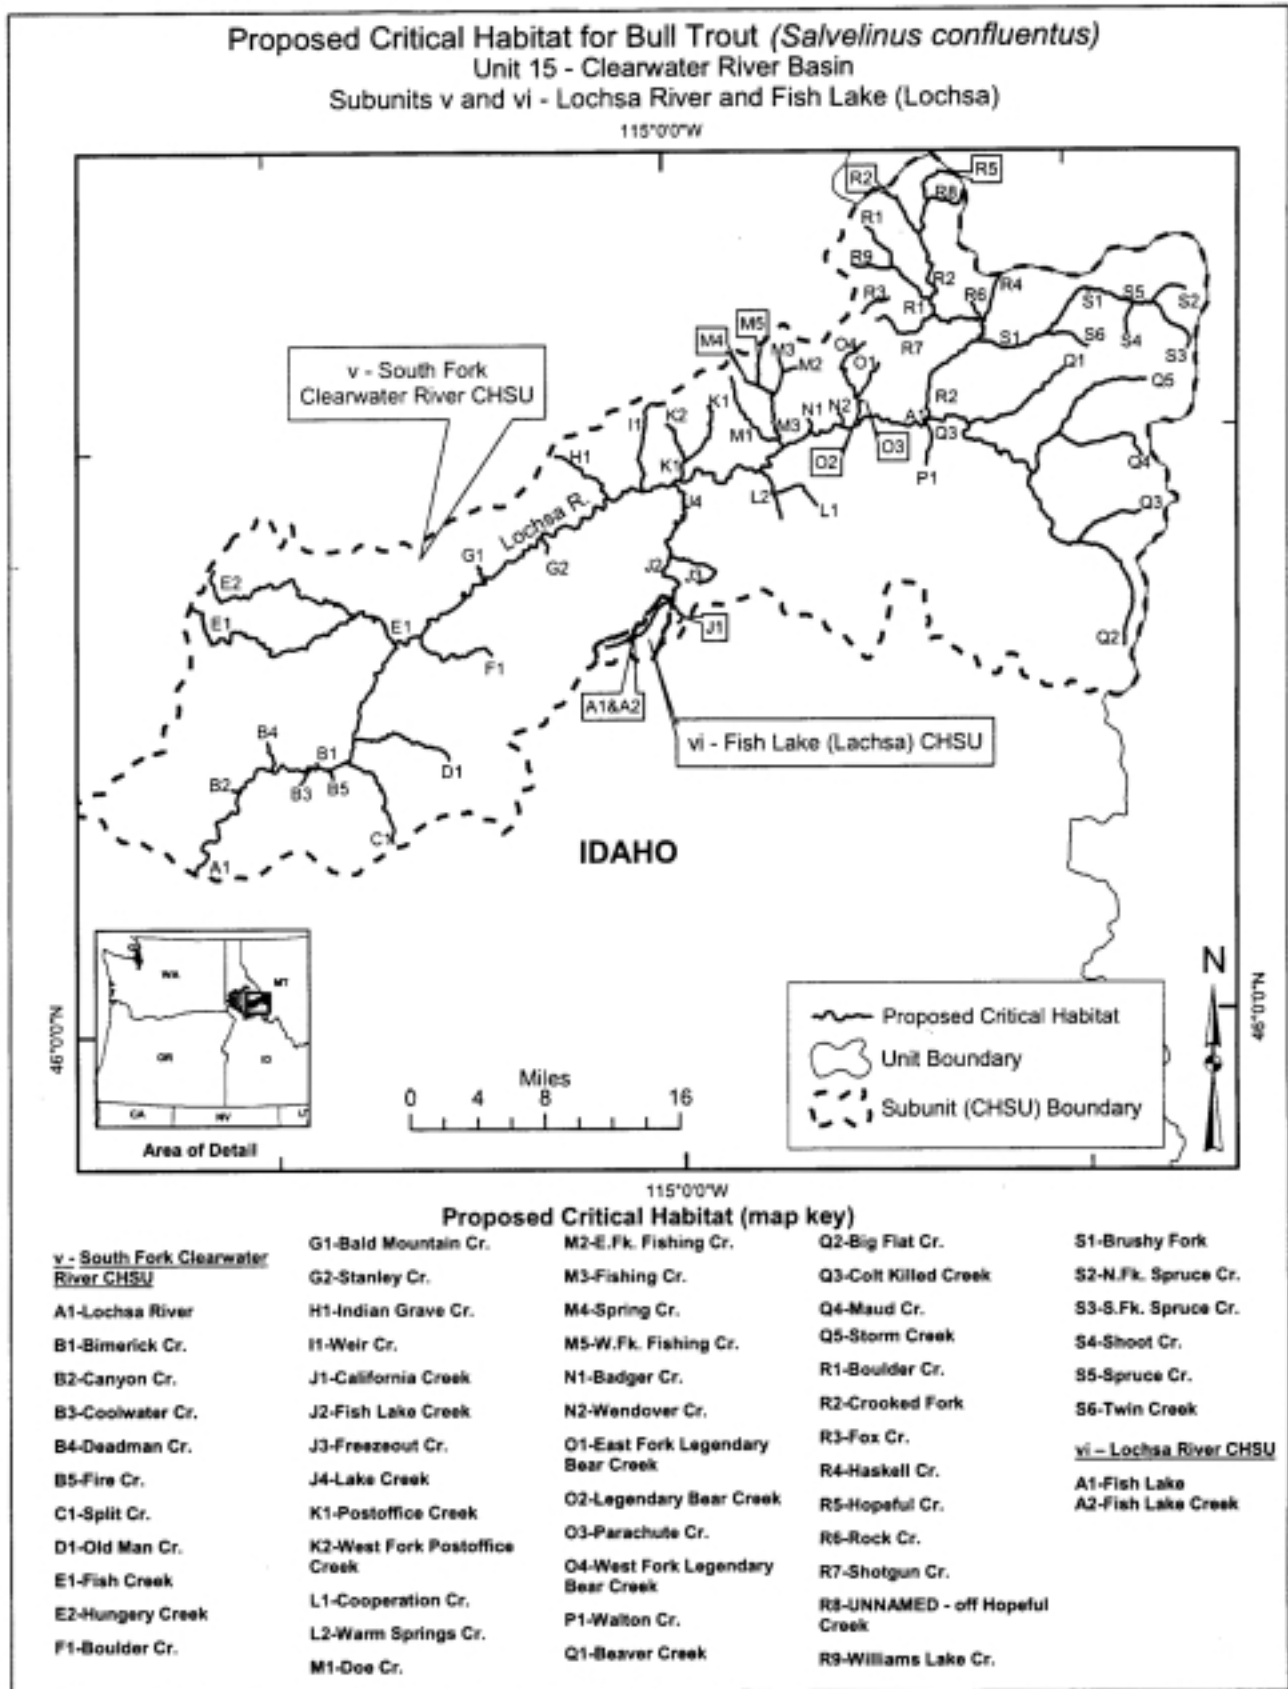 Proposed Critical Habitat for Bull Trout (Salvelinus confluentus)
Unit 15 - Clearwater River Basin
Subunits v and vi - Lochsa River and Fish Lake (Lochsa)
115°0'0"W
R2
R5
R8
R1
R9
R2
R6
R4
R3
R1
S1
S5
S2
M5
M4
M3
M2
O4
O1
R7
S1
S6
S4
S3
Q1
Q5
v - South Fork
Clearwater River CHSU
I1
K2
K1
M1
M3
N1
N2
A1
R2
Q3
O2
O3
P1
Q4
H1
K1
J4
L2
L1
Q3
Lochsa R.
G1
G2
J2
J3
E2
E1
E1
F1
J1
Q2
A1&A2
vi - Fish Lake (Lachsa) CHSU
B4
B1
B2
B3
B5
D1
C1
A1
IDAHO
WA
MT
OR
ID
CA
NV
Area of Detail
46°0'0"N
Miles
0 4 8 16
N
Proposed Critical Habitat
Unit Boundary
Subunit (CHSU) Boundary
46°0'0"N
115°0'0"W
Proposed Critical Habitat (map key)
v - South Fork Clearwater
River CHSU
A1-Lochsa River
B1-Bimerick Cr.
B2-Canyon Cr.
B3-Coolwater Cr.
B4-Deadman Cr.
B5-Fire Cr.
C1-Split Cr.
D1-Old Man Cr.
E1-Fish Creek
E2-Hungery Creek
F1-Boulder Cr.
G1-Bald Mountain Cr.
G2-Stanley Cr.
H1-Indian Grave Cr.
I1-Weir Cr.
J1-California Creek
J2-Fish Lake Creek
J3-Freezeout Cr.
J4-Lake Creek
K1-Postoffice Creek
K2-West Fork Postoffice
Creek
L1-Cooperation Cr.
L2-Warm Springs Cr.
M1-Doe Cr.
M2-E.Fk. Fishing Cr.
M3-Fishing Cr.
M4-Spring Cr.
M5-W.Fk. Fishing Cr.
N1-Badger Cr.
N2-Wendover Cr.
O1-East Fork Legendary
Bear Creek
O2-Legendary Bear Creek
O3-Parachute Cr.
O4-West Fork Legendary
Bear Creek
P1-Walton Cr.
Q1-Beaver Creek
Q2-Big Flat Cr.
Q3-Colt Killed Creek
Q4-Maud Cr.
Q5-Storm Creek
R1-Boulder Cr.
R2-Crooked Fork
R3-Fox Cr.
R4-Haskell Cr.
R5-Hopeful Cr.
R6-Rock Cr.
R7-Shotgun Cr.
R8-UNNAMED - off Hopeful
Creek
R9-Williams Lake Cr.
S1-Brushy Fork
S2-N.Fk. Spruce Cr.
S3-S.Fk. Spruce Cr.
S4-Shoot Cr.
S5-Spruce Cr.
S6-Twin Creek
vi – Lochsa River CHSU
A1-Fish Lake
A2-Fish Lake Creek